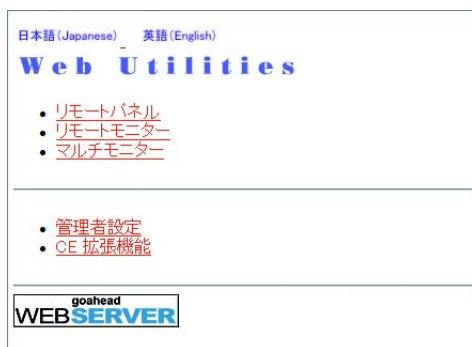 日本語(Japanese) 英語(English)
Web Utilities
リモートパネル
リモートモニター
マルチモニター
管理者設定
CE 拡張機能
goahead
WEBSERVER